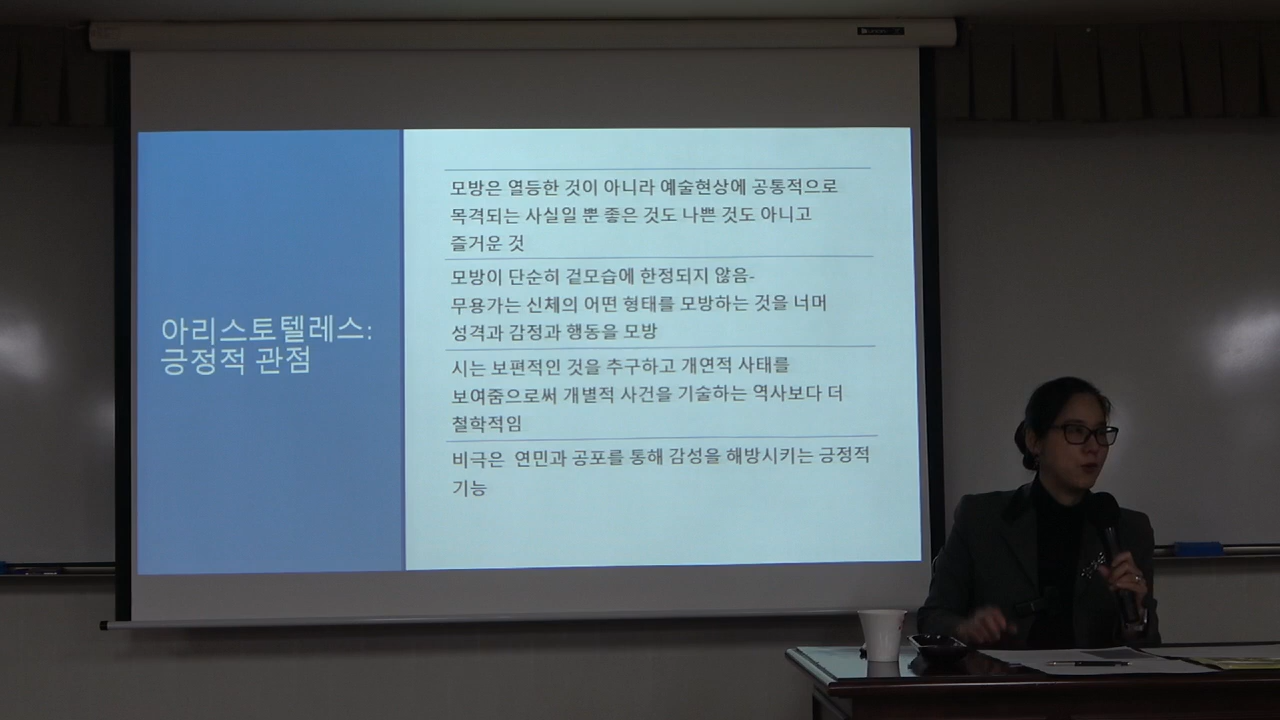 아리스토텔레스:
긍정적 관점
모방은 열등한 것이 아니라 예술현상에 공통적으로
목격되는 사실일 뿐 좋은 것도 나쁜 것도 아니고
즐거운 것
모방이 단순히 겉모습에 한정되지 않음-
무용가는 신체의 어떤 형태를 모방하는 것을 너머
성격과 감정과 행동을 모방
시는 보편적인 것을 추구하고 개연적 사태를
보여줌으로써 개별적 사건을 기술하는 역사보다 더
철학적임
비극은 연민과 공포를 통해 감성을 해방시키는 긍정적
기능